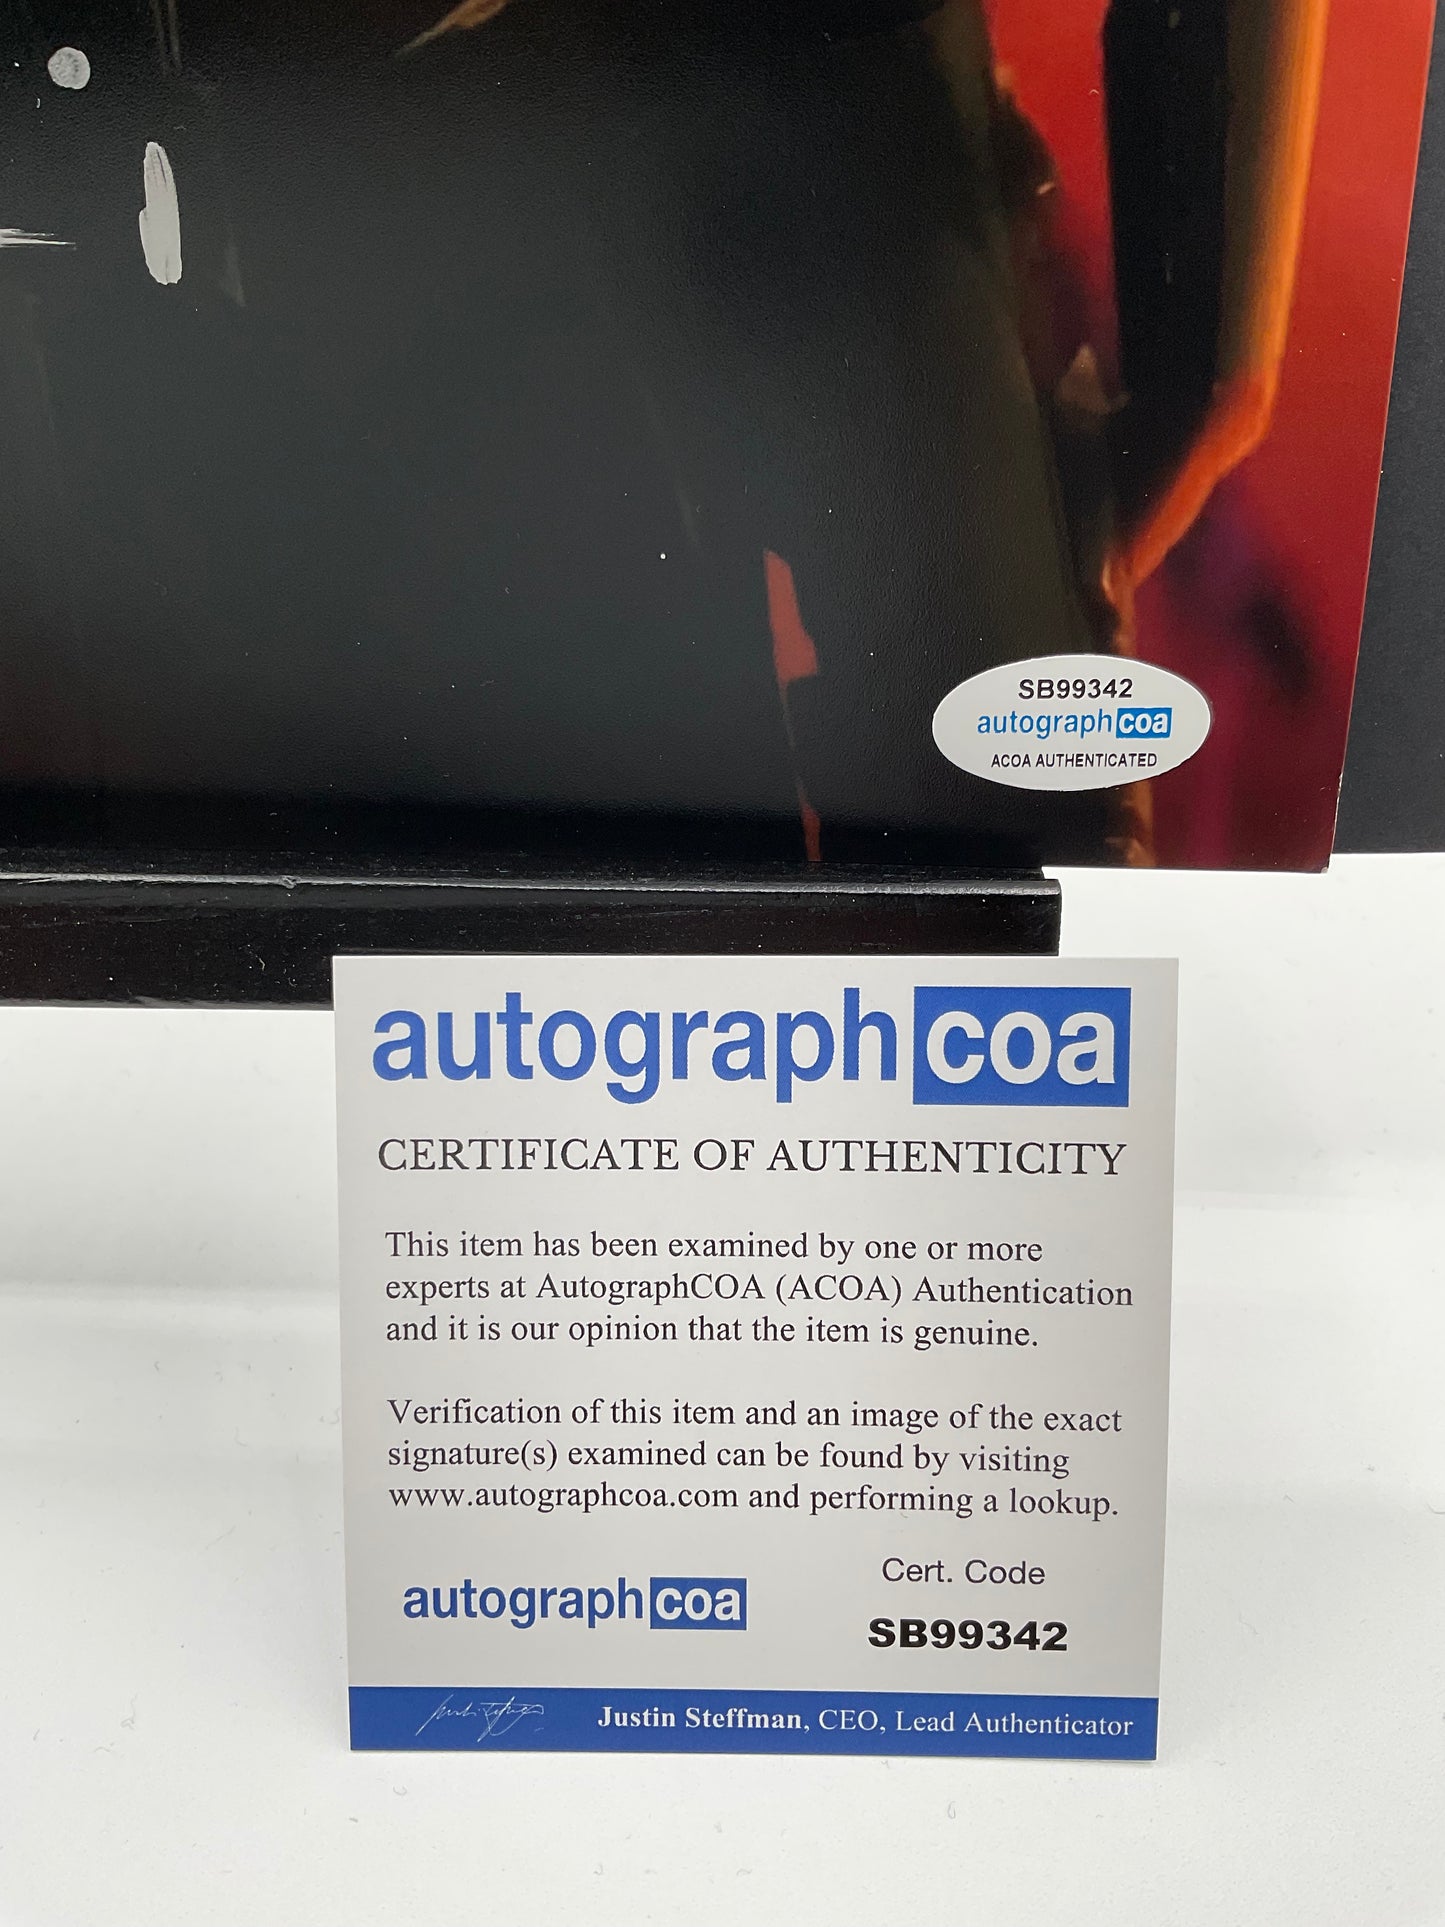 SB99342
autographcoa
ACOA AUTHENTICATED
autographcoa
CERTIFICATE OF AUTHENTICITY
This item has been examined by one or more
experts at AutographCOA (ACOA) Authentication
and it is our opinion that the item is genuine.
Verification of this item and an image of the exact
signature(s) examined can be found by visiting
www.autographcoa.com and performing a lookup.
Cert. Code
autographcoa
SB99342
Justin Steffman, CEO, Lead Authenticator